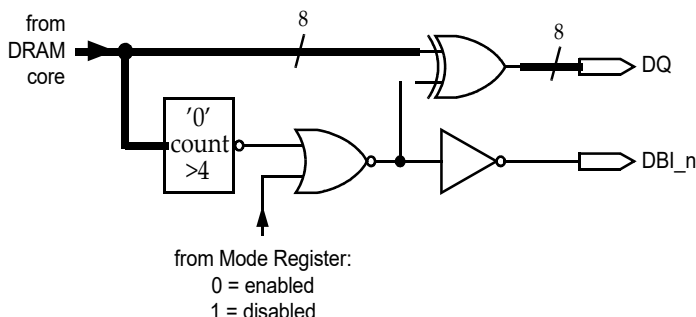 from
DRAM
core
8
8
DQ
'0'
count
>4
DBI_n
from Mode Register:
0 = enabled
1 = disabled